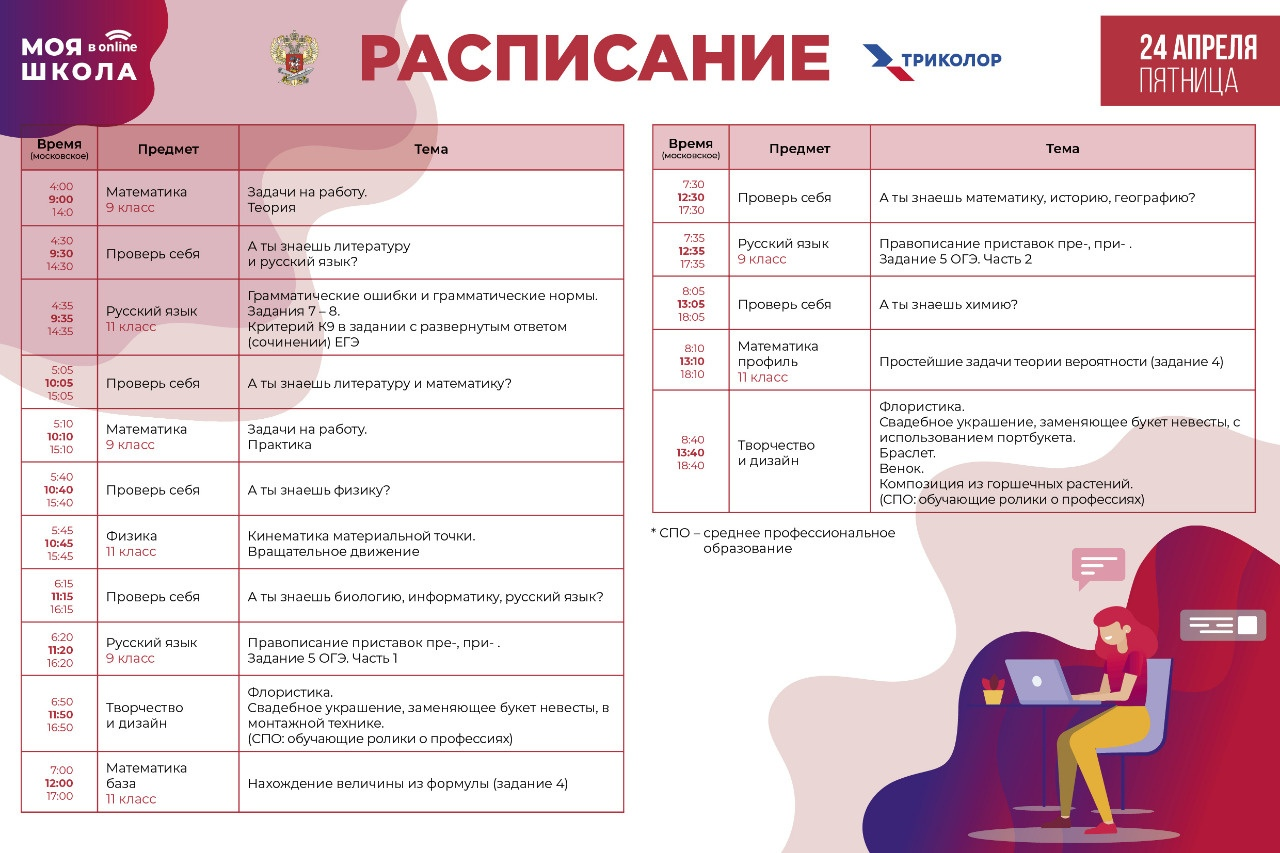 МОЯ в online
ШКОЛА
РАСПИСАНИЕ
ТРИКОЛОР
24 АПРЕЛЯ
ПЯТНИЦА
Время
(московское)
Предмет
Тема
4:00
9:00
14:0
Математика
9 класс
Задачи на работу.
Теория
4:30
9:30
14:30
Проверь себя
А ты знаешь литературу
и русский язык?
4:35
9:35
14:35
Русский язык
11 класс
Грамматические ошибки и грамматические нормы.
Задания 7 – 8.
Критерий К9 в задании с развернутым ответом
(сочинении) ЕГЭ
5:05
10:05
15:05
Проверь себя
А ты знаешь литературу и математику?
5:10
10:10
15:10
Математика
9 класс
Задачи на работу.
Практика
5:40
10:40
15:40
Проверь себя
А ты знаешь физику?
5:45
10:45
15:45
Физика
11 класс
Кинематика материальной точки.
Вращательное движение
6:15
11:15
16:15
Проверь себя
А ты знаешь биологию, информатику, русский язык?
6:20
11:20
16:20
Русский язык
9 класс
Правописание приставок пре-, при- .
Задание 5 ОГЭ. Часть 1
6:50
11:50
16:50
Творчество
и дизайн
Флористика.
Свадебное украшение, заменяющее букет невесты, в
монтажной технике.
(СПО: обучающие ролики о профессиях)
7:00
12:00
17:00
Математика
база
11 класс
Нахождение величины из формулы (задание 4)
Время
(московское)
Предмет
Тема
7:30
12:30
17:30
Проверь себя
А ты знаешь математику, историю, географию?
7:35
12:35
17:35
Русский язык
9 класс
Правописание приставок пре-, при- .
Задание 5 ОГЭ. Часть 2
8:05
13:05
18:05
Проверь себя
А ты знаешь химию?
8:10
13:10
18:10
Математика
профиль
11 класс
Простейшие задачи теории вероятности (задание 4)
8:40
13:40
18:40
Творчество
и дизайн
Флористика.
Свадебное украшение, заменяющее букет невесты, с
использованием портбукета.
Браслет.
Венок.
Композиция из горшечных растений.
(СПО: обучающие ролики о профессиях)
* СПО – среднее профессиональное
образование